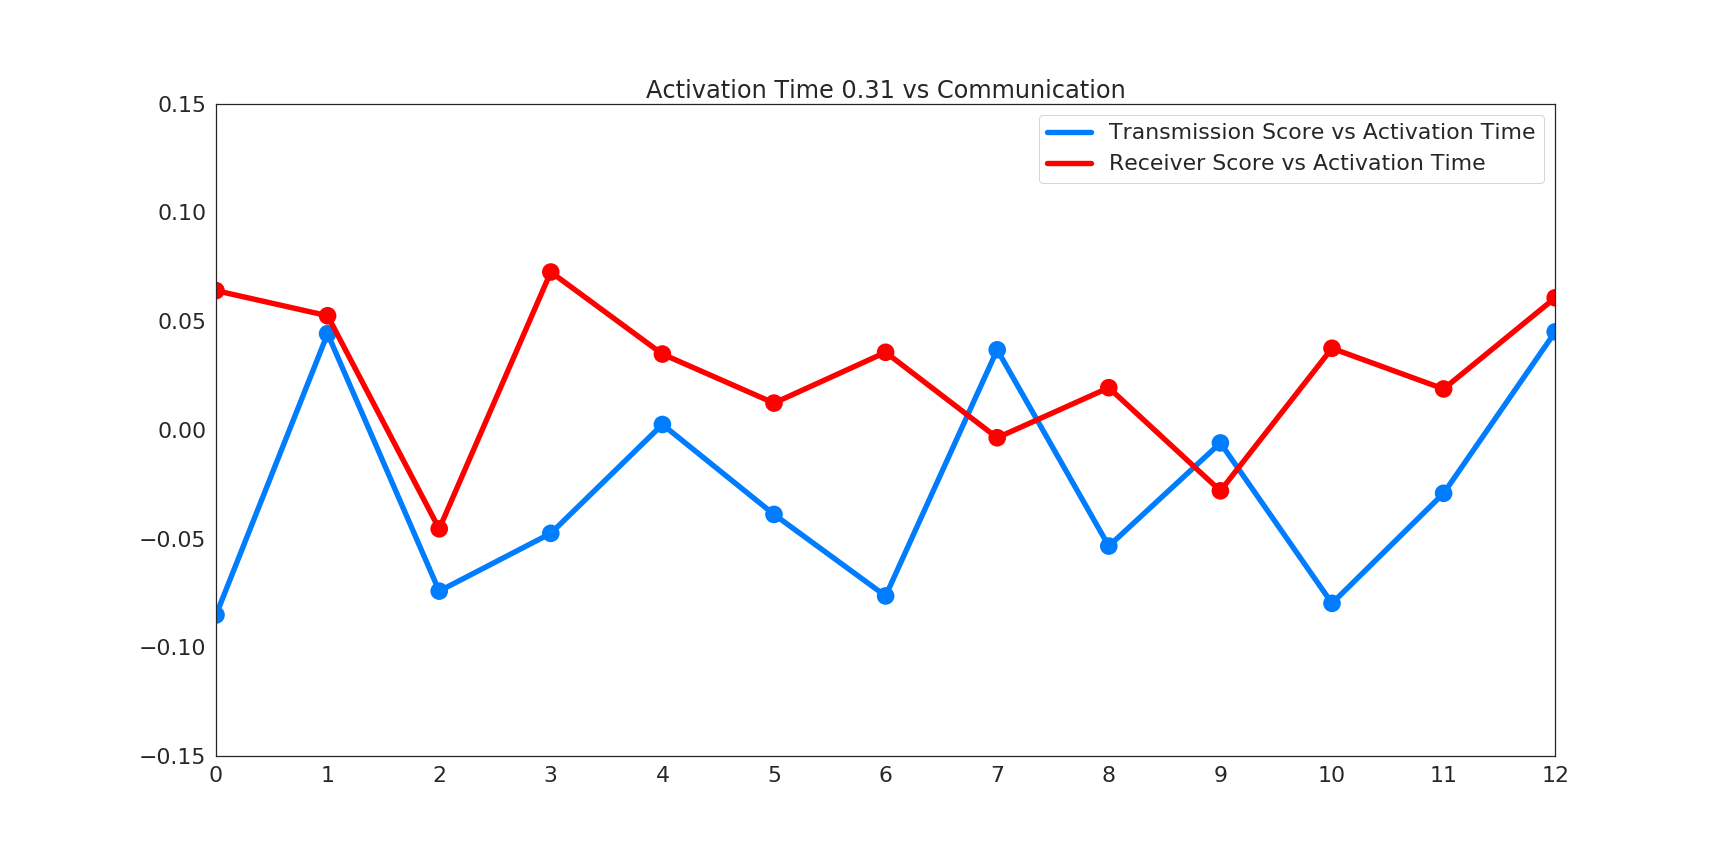 Activation Time 0.31 vs Communication
0.15
0.10
0.05
0.00
−0.05
−0.10
−0.15
Transmission Score vs Activation Time
Receiver Score vs Activation Time
0 1 2 3 4 5 6 7 8 9 10 11 12